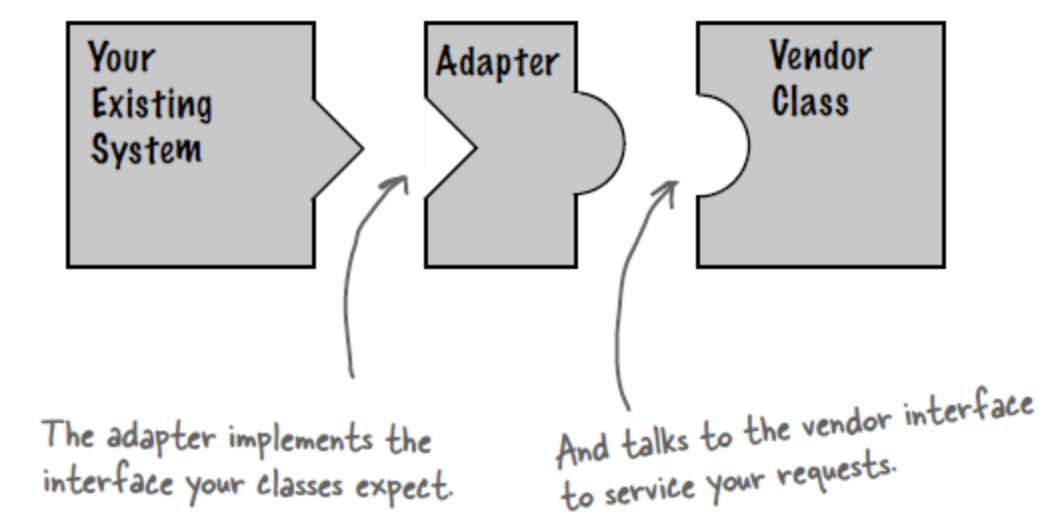 Your
Existing
System
Adapter
Vendor
Class
The adapter implements the
interface your classes expect.
And talks to the vendor interface
to service your requests.